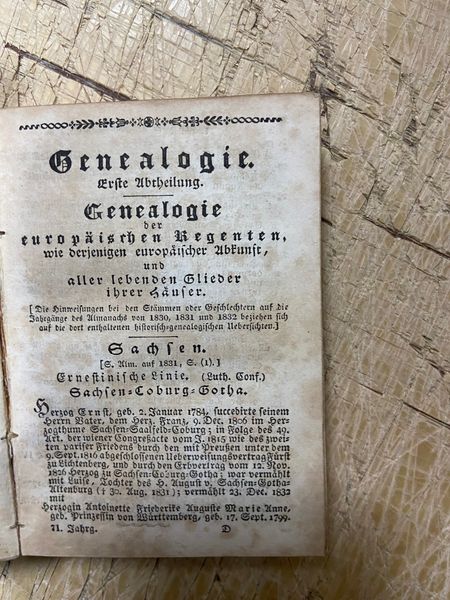 Genealogie.
Erste Abtheilung.
Genealogie
der
europäischen Regenten,
wie derjenigen europäischer Abkunft,
und
aller lebenden Glieder
ihrer Häuser.
[Die Hinweisungen bei den Stämmen oder Geschlechtern auf die
Jahrgänge des Almanachs von 1830, 1831 und 1832 beziehen sich
auf die dort enthaltenen historischgenealogischen Uebersichten.]
Sachsen.
[S. Alm. auf 1831, S. (1).]
Ernestinische Linie. (Luth. Conf.)
Sachsen-Coburg-Gotha.
Herzog Ernst, geb. 2. Januar 1784, succedirte seinem
Herrn Vater, dem Herz. Franz, 9. Dec. 1806 im Her-
zogthume Sachsen-Saalfeld-Coburg; in Folge des 49.
Art. der wiener Congreßacte vom J. 1815 wie des zwei-
ten pariser Friedens durch den mit Preußen unter dem
9. Sept. 1816 abgeschlossenen Ueberweisungsvertrag Fürst
zu Lichtenberg, und durch den Erbvertrag vom 12. Nov.
1826 Herzog zu Sachsen-Coburg-Gotha; war vermählt
mit Luise, Tochter des H. August v. Sachsen-Gotha-
Altenburg († 30. Aug. 1831); vermählt 23. Dec. 1832
mit
Herzogin Antoinette Friederike Auguste Marie Anne,
geb. Prinzessin von Württemberg, geb. 17. Sept. 1799.
71. Jahrg. D